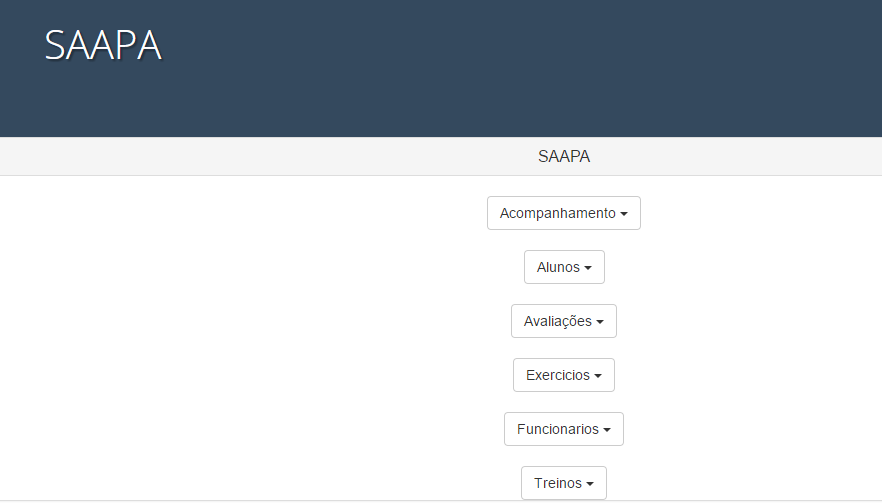 SAAPA
SAAPA
Acompanhamento
Alunos
Avaliações
Exercicios
Funcionarios
Treinos